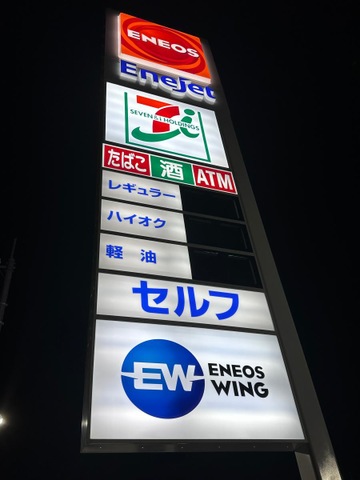 ENEOS
EneJet
SEVEN & i HOLDINGS
たばこ 酒 ATM
レギュラー
ハイオク
軽油
セルフ
EW ENEOS
WING